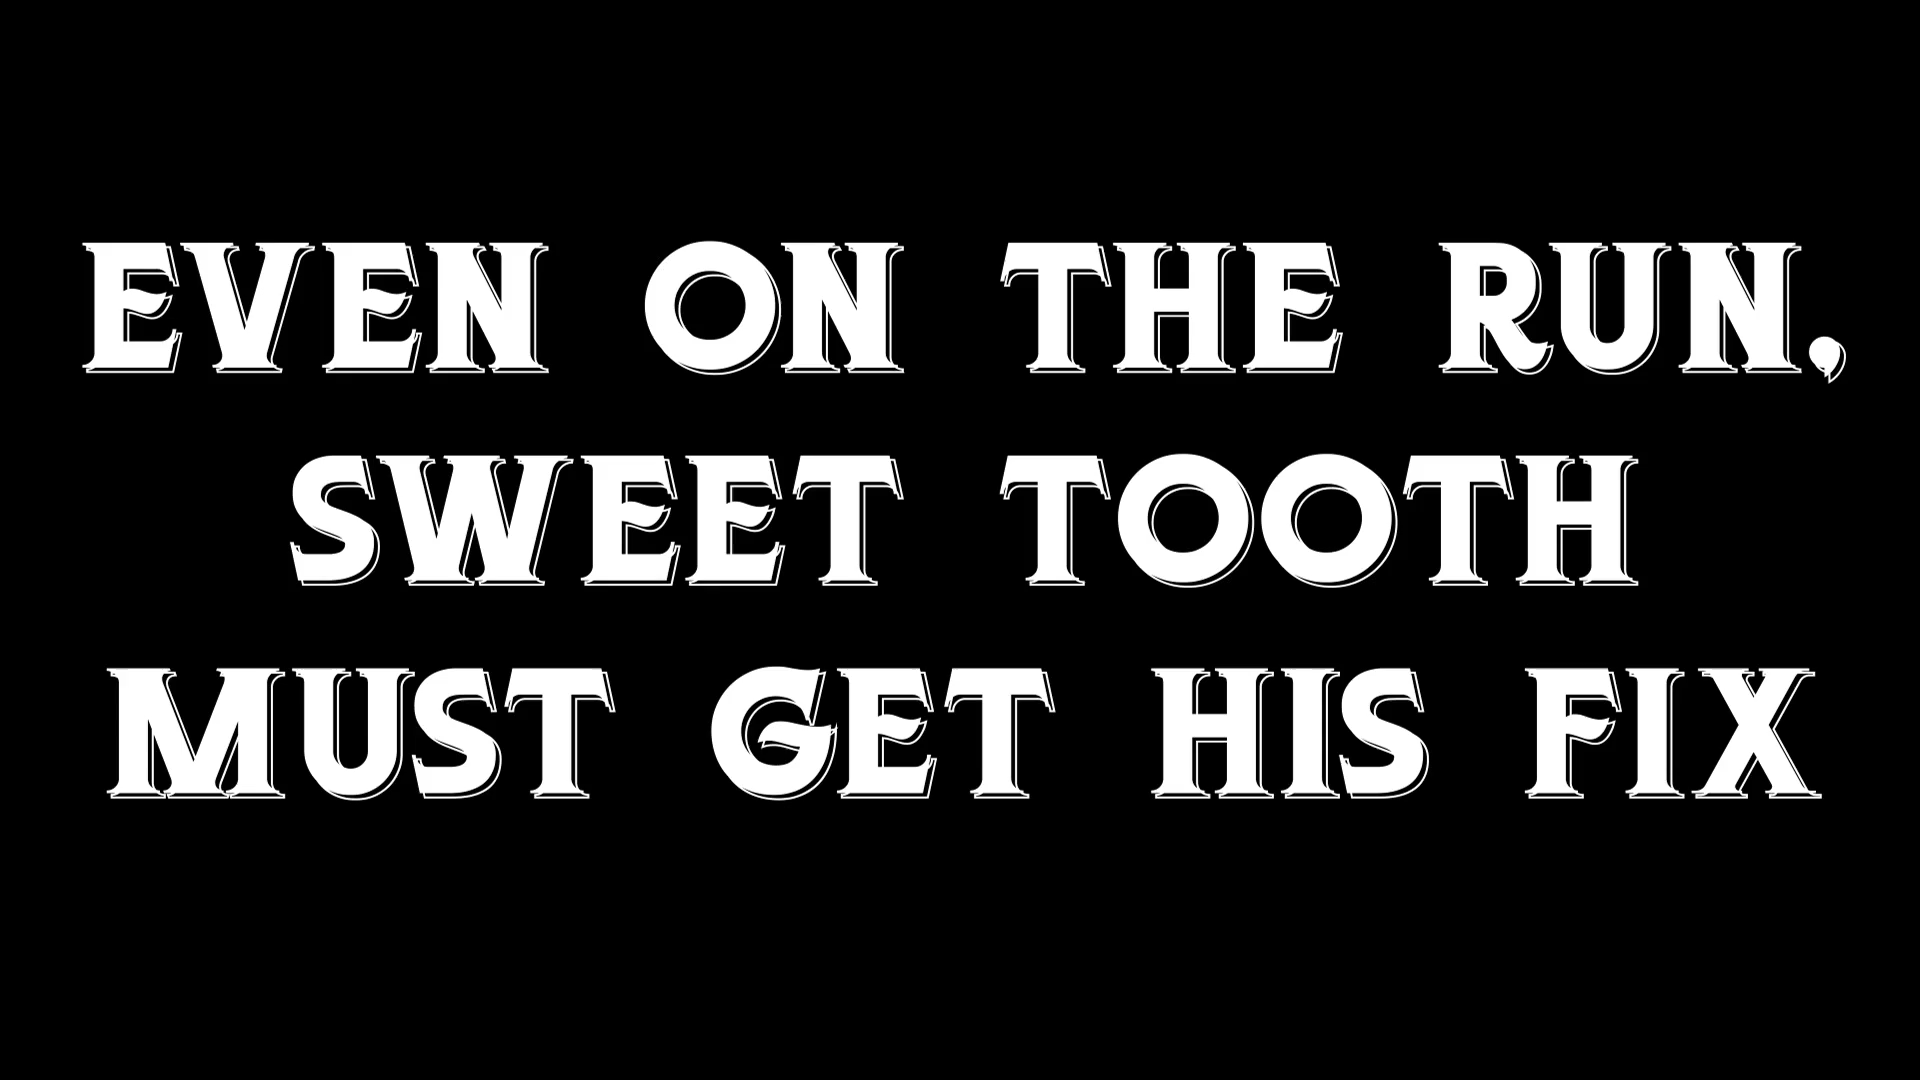 EVEN ON THE RUN,
SWEET TOOTH
MUST GET HIS FIX